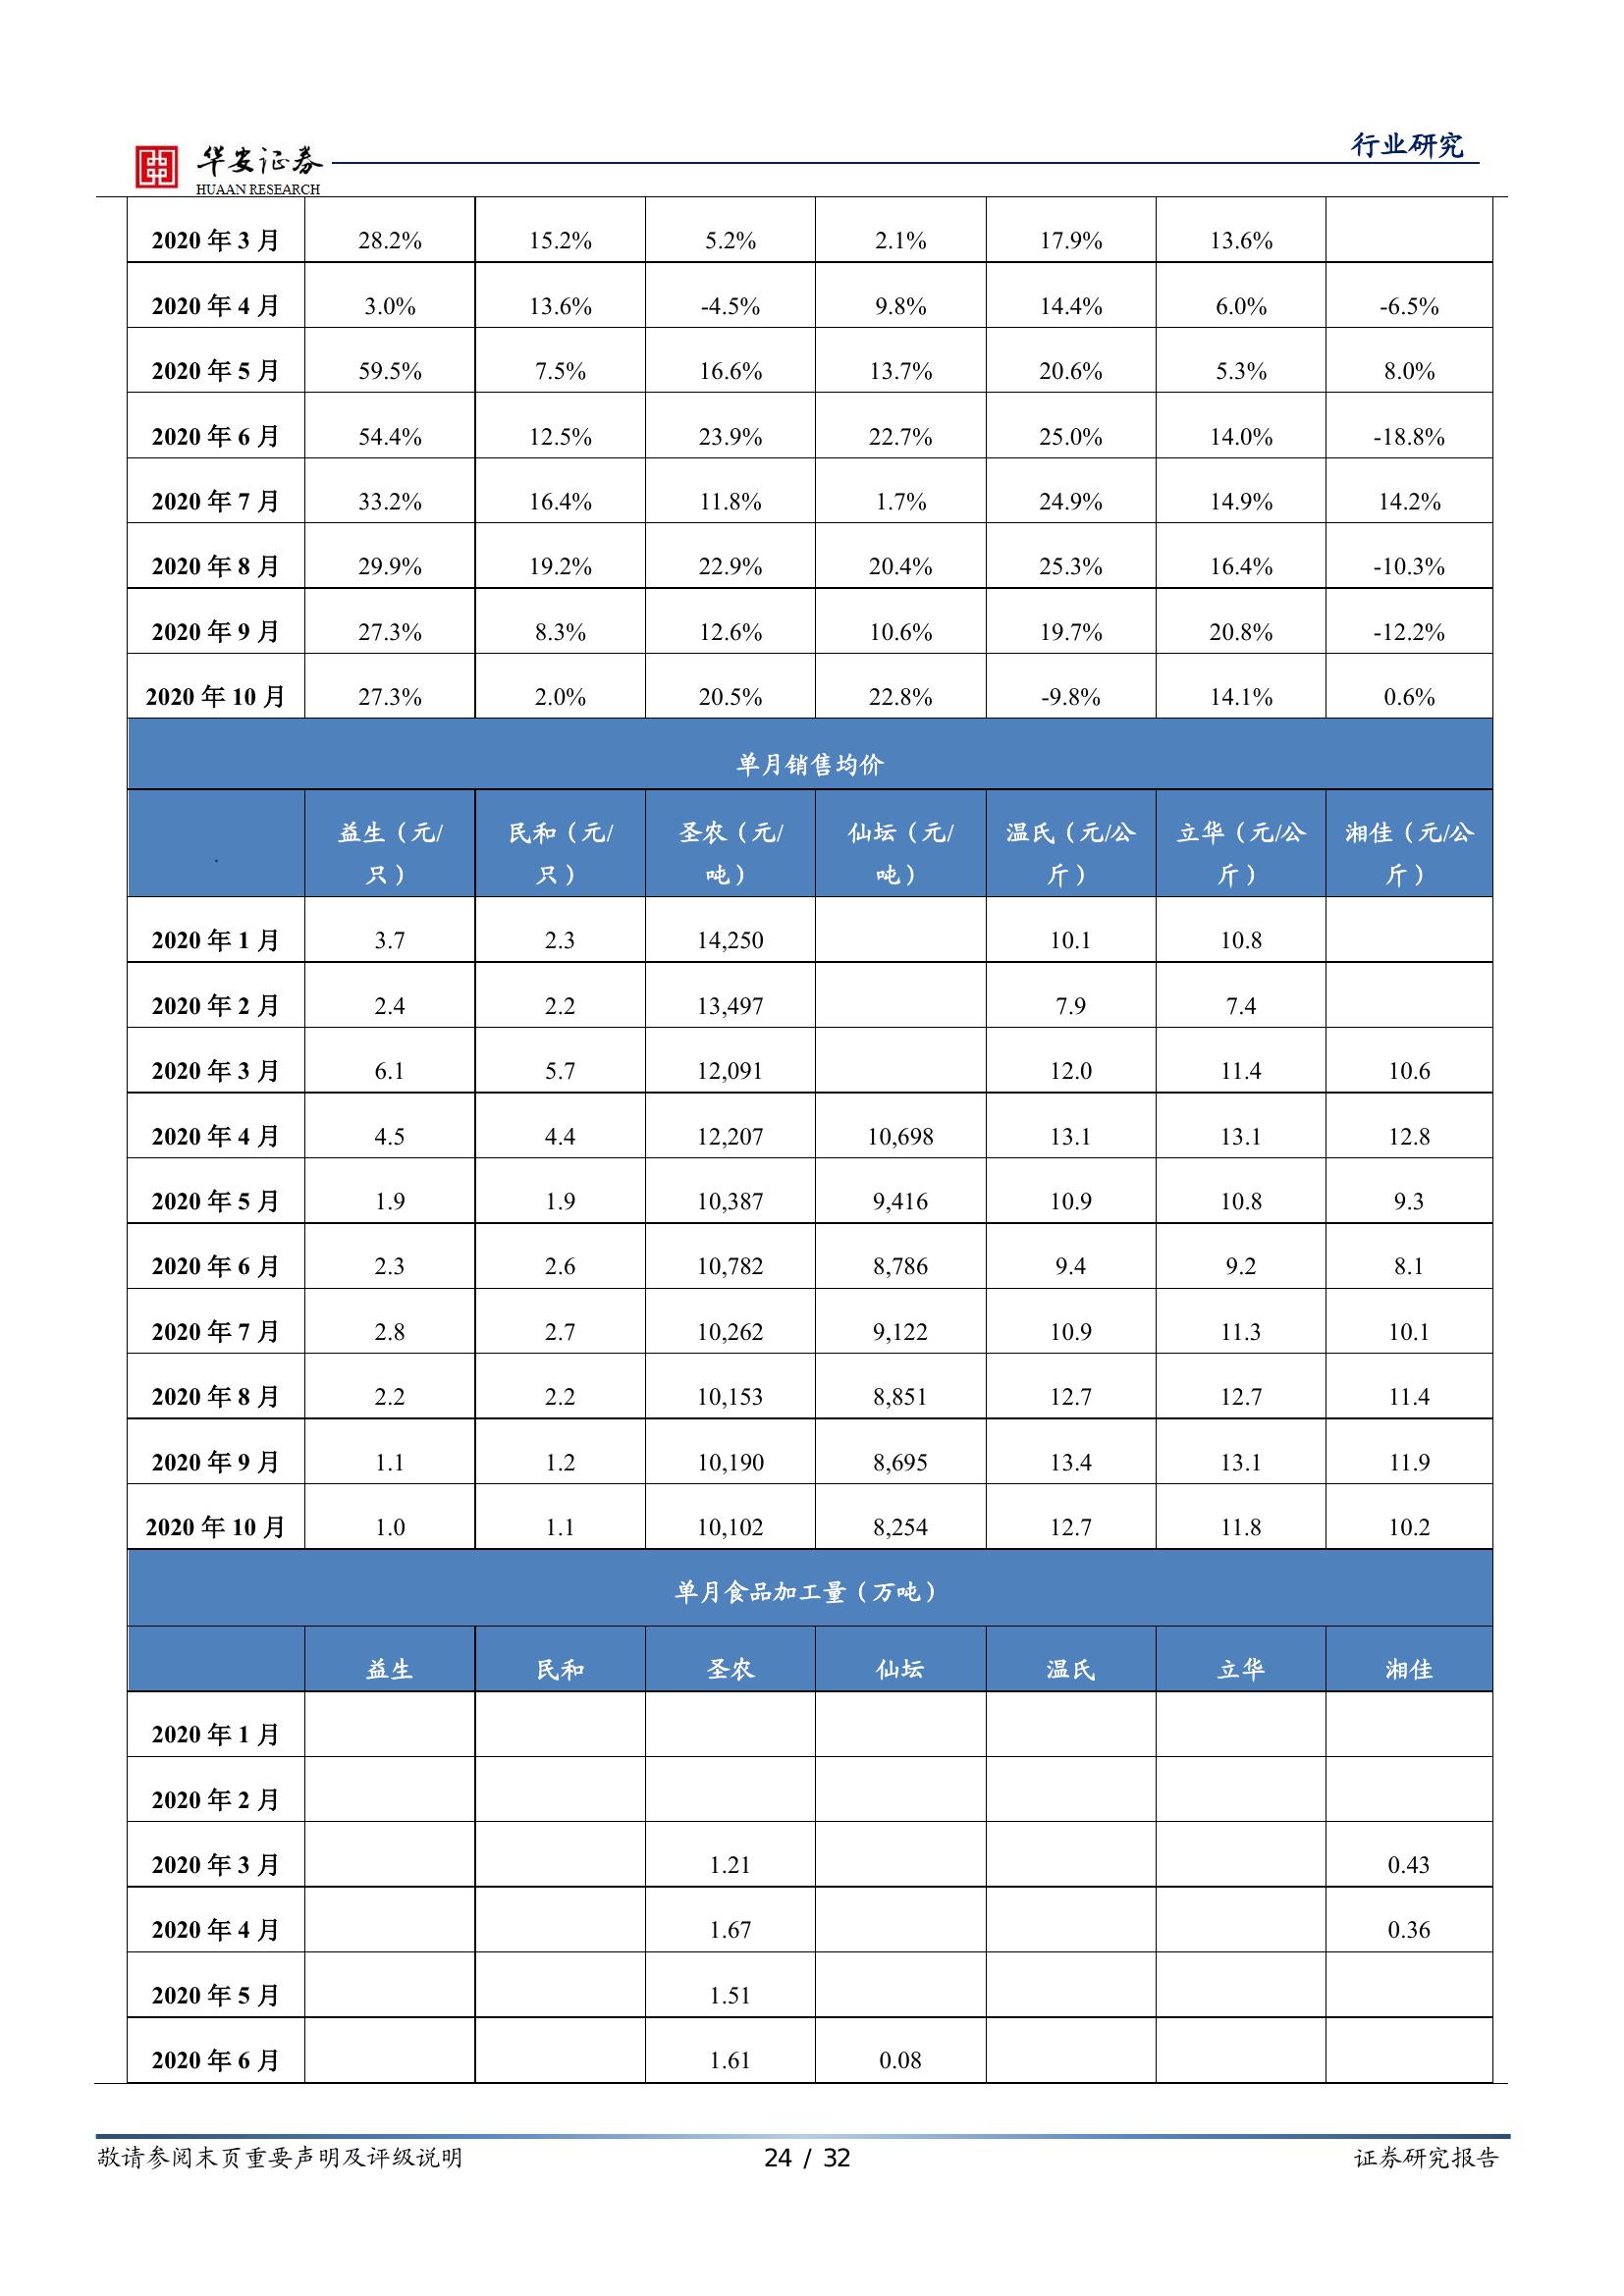 行业研究
华安证券
HUAAN RESEARCH
2020 年 3 月 28.2% 15.2% 5.2% 2.1% 17.9% 13.6%
2020 年 4 月 3.0% 13.6% -4.5% 9.8% 14.4% 6.0% -6.5%
2020 年 5 月 59.5% 7.5% 16.6% 13.7% 20.6% 5.3% 8.0%
2020 年 6 月 54.4% 12.5% 23.9% 22.7% 25.0% 14.0% -18.8%
2020 年 7 月 33.2% 16.4% 11.8% 1.7% 24.9% 14.9% 14.2%
2020 年 8 月 29.9% 19.2% 22.9% 20.4% 25.3% 16.4% -10.3%
2020 年 9 月 27.3% 8.3% 12.6% 10.6% 19.7% 20.8% -12.2%
2020 年 10 月 27.3% 2.0% 20.5% 22.8% -9.8% 14.1% 0.6%
单月销售均价
益生（元/ 民和（元/ 圣农（元/ 仙坛（元/ 温氏（元/公 立华（元/公 湘佳（元/公
只） 只） 吨） 吨） 斤） 斤） 斤）
2020 年 1 月 3.7 2.3 14,250 10.1 10.8
2020 年 2 月 2.4 2.2 13,497 7.9 7.4
2020 年 3 月 6.1 5.7 12,091 12.0 11.4 10.6
2020 年 4 月 4.5 4.4 12,207 10,698 13.1 13.1 12.8
2020 年 5 月 1.9 1.9 10,387 9,416 10.9 10.8 9.3
2020 年 6 月 2.3 2.6 10,782 8,786 9.4 9.2 8.1
2020 年 7 月 2.8 2.7 10,262 9,122 10.9 11.3 10.1
2020 年 8 月 2.2 2.2 10,153 8,851 12.7 12.7 11.4
2020 年 9 月 1.1 1.2 10,190 8,695 13.4 13.1 11.9
2020 年 10 月 1.0 1.1 10,102 8,254 12.7 11.8 10.2
单月食品加工量（万吨）
益生 民和 圣农 仙坛 温氏 立华 湘佳
2020 年 1 月
2020 年 2 月
2020 年 3 月 1.21 0.43
2020 年 4 月 1.67 0.36
2020 年 5 月 1.51
2020 年 6 月 1.61 0.08
敬请参阅末页重要声明及评级说明 24 / 32 证券研究报告